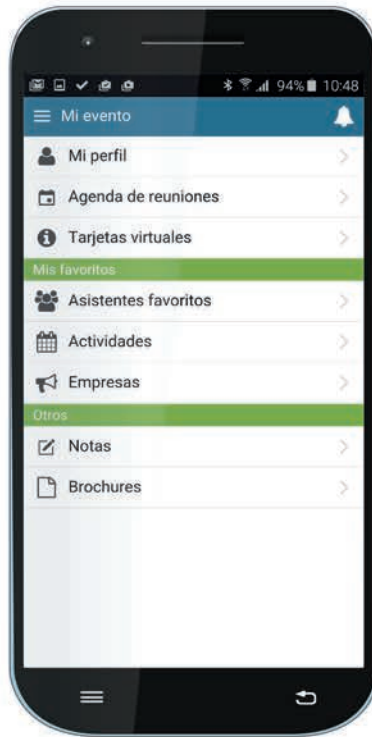 94% 10:48
Mi evento
Mi perfil
Agenda de reuniones
Tarjetas virtuales
Mis favoritos
Asistentes favoritos
Actividades
Empresas
Otros
Notas
Brochures